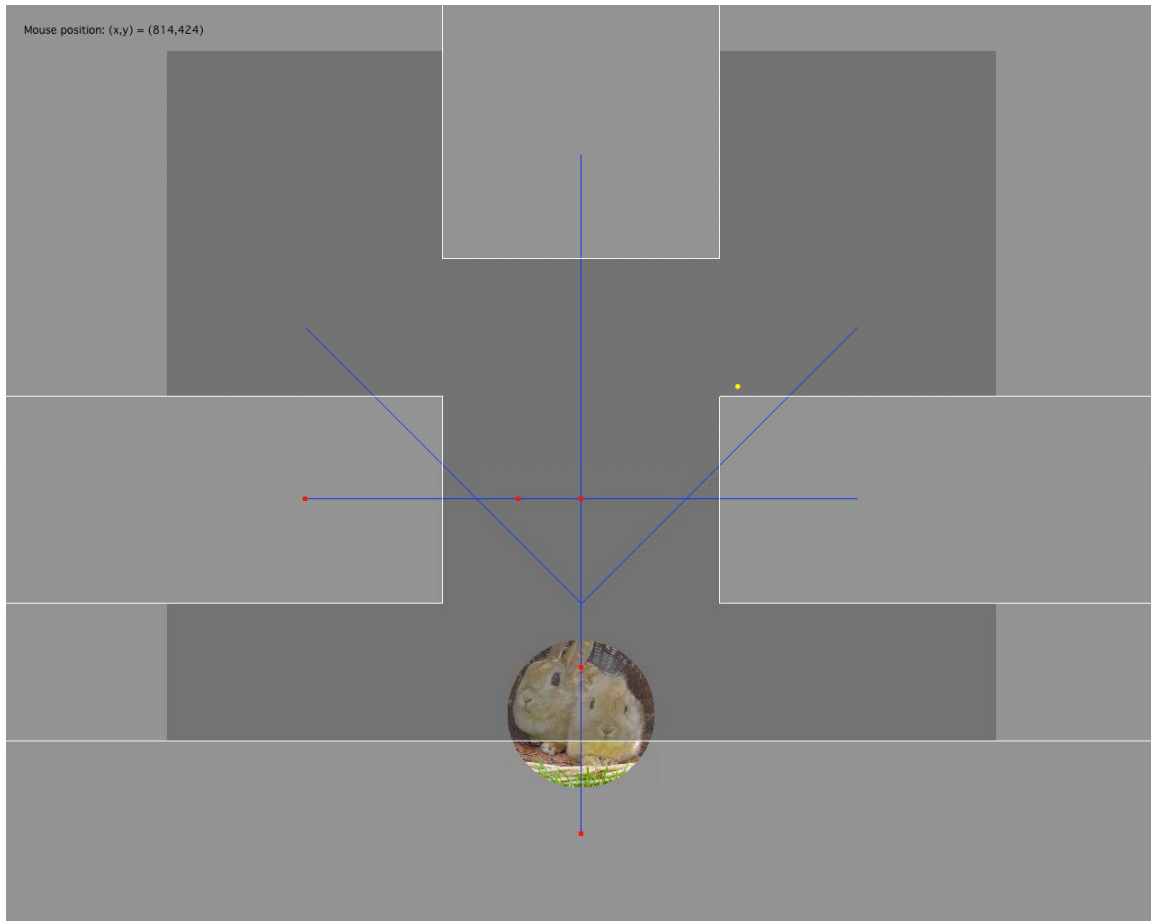 Mouse position: (x,y) = (814,424)